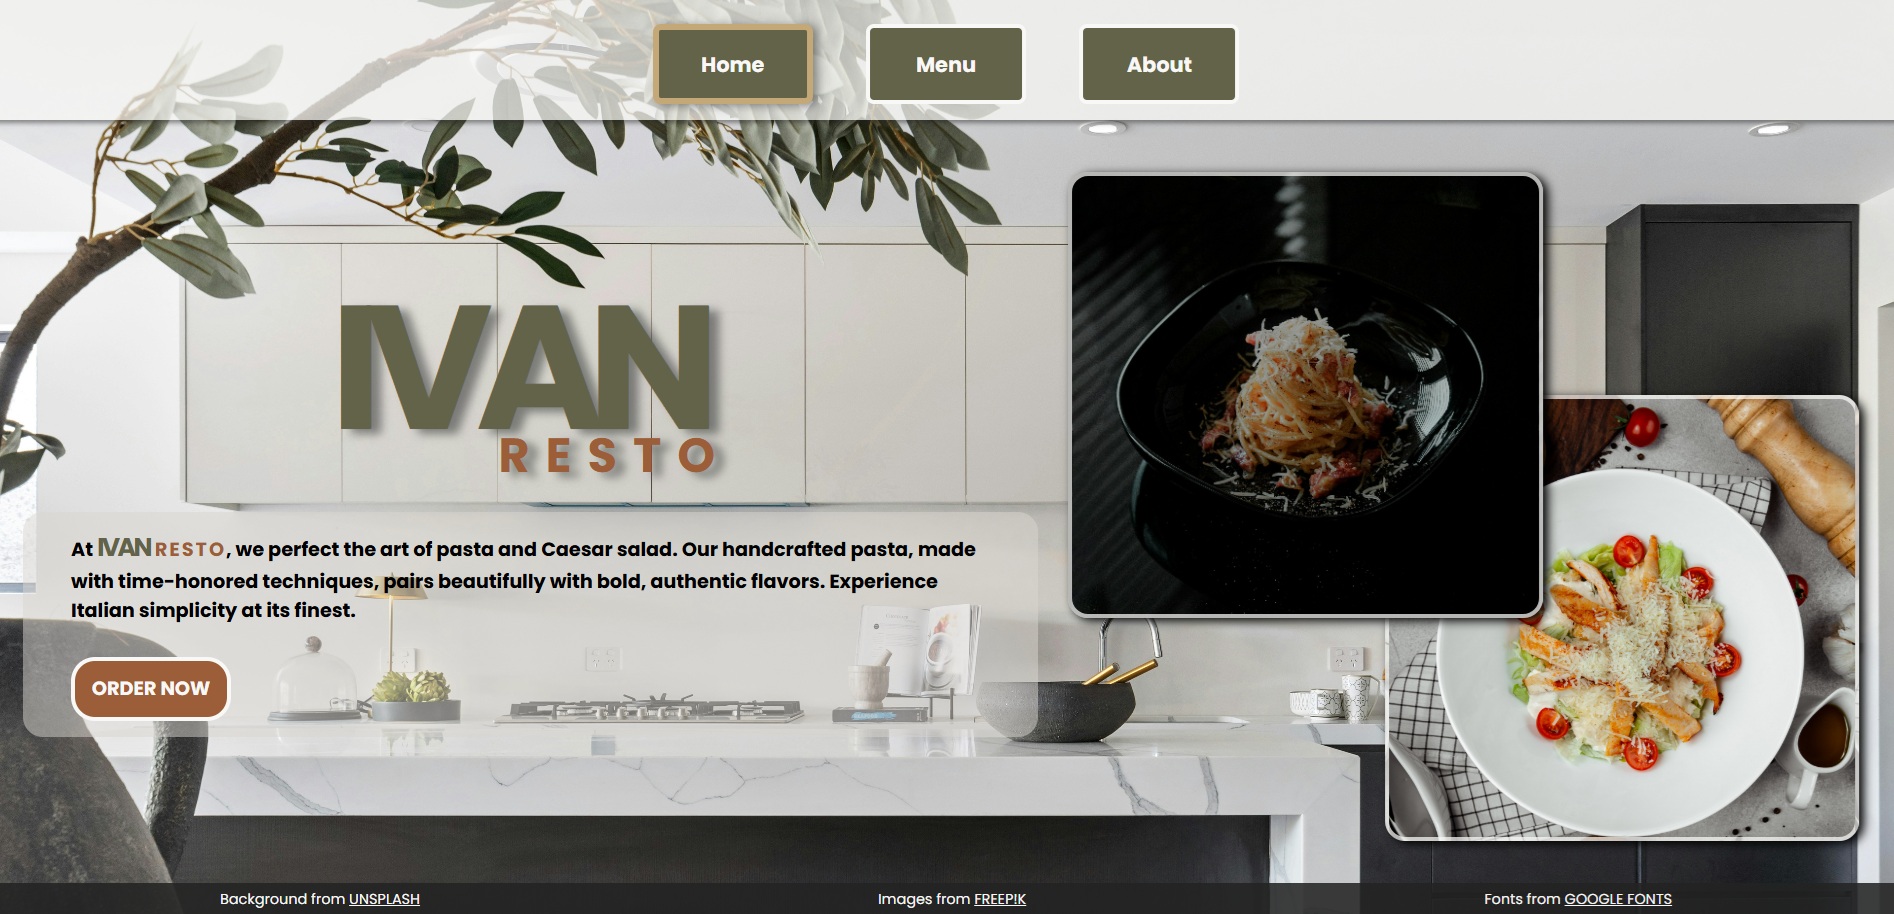 Home Menu About
IVAN
RESTO
At IVAN RESTO, we perfect the art of pasta and Caesar salad. Our handcrafted pasta, made
with time-honored techniques, pairs beautifully with bold, authentic flavors. Experience
Italian simplicity at its finest.
ORDER NOW
Background from UNSPLASH Images from FREEP!K Fonts from GOOGLE FONTS